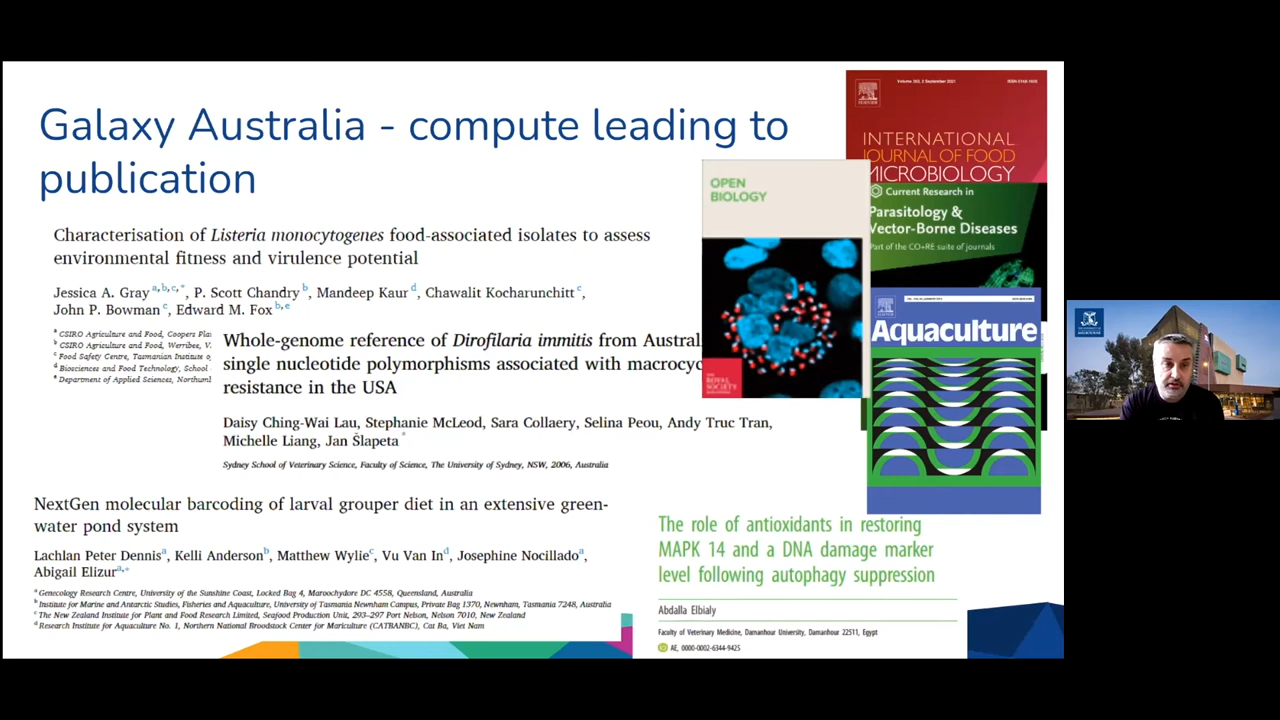 Galaxy Australia - compute leading to
publication
Characterisation of Listeria monocytogenes food-associated isolates to assess
environmental fitness and virulence potential
Jessica A. Gray a,b,c,*, P. Scott Chandry b, Mandeep Kaur d, Chawalit Kocharunchitt c,
John P. Bowman c, Edward M. Fox b,e
a CSIRO Agriculture and Food, Coopers
b CSIRO Agriculture and Food, Werribee, V
c Food Safety Centre, Tasmanian Institute
d Biosciences and Food Technology, School
e Department of Applied Sciences,
Whole-genome reference of Dirofilaria immitis from
single nucleotide polymorphisms associated with
resistance in the USA
Daisy Ching-Wai Lau, Stephanie McLeod, Sara Collaery, Selina Peou, Andy Truc Tran,
Michelle Liang, Jan Šlapeta *
Sydney School of Veterinary Science, Faculty of Science, The University of Sydney, NSW, 2006, Australia
NextGen molecular barcoding of larval grouper diet in an extensive green-
water pond system
Lachlan Peter Dennis a, Kelli Anderson b, Matthew Wylie c, Vu Van In d, Josephine Nocillado a,
Abigail Elizur a,*
a Genecology Research Centre, University of the Sunshine Coast, Locked Bag 4, Maroochydore DC 4558, Queensland, Australia
b Institute for Marine and Antarctic Studies, Fisheries and Aquaculture, University of Tasmania Newnham Campus, Private Bag 1370, Newnham, Tasmania 7248, Australia
c The New Zealand Institute for Plant and Food Research Limited, Seafood Production Unit, 293–297 Port Nelson, Nelson 7010, New Zealand
d Research Institute for Aquaculture No. 1, Northern National Broodstock Center for Mariculture (CATBANBC), Cat Ba, Viet Nam
OPEN
BIOLOGY
THE
ROYAL
SOCIETY
ELSEVIER
INTERNATIONAL
JOURNAL OF FOOD
MICROBIOLOGY
Current Research in
Parasitology &
Vector-Borne Diseases
Part of the CO+RE suite of journals
Aquaculture
The role of antioxidants in restoring
MAPK 14 and a DNA damage marker
level following autophagy suppression
Abdalla Elbialy
Faculty of Veterinary Medicine, Damanhour University, Damanhour 22511, Egypt
iD AE, 0000-0002-6344-9425
MELBOURNE